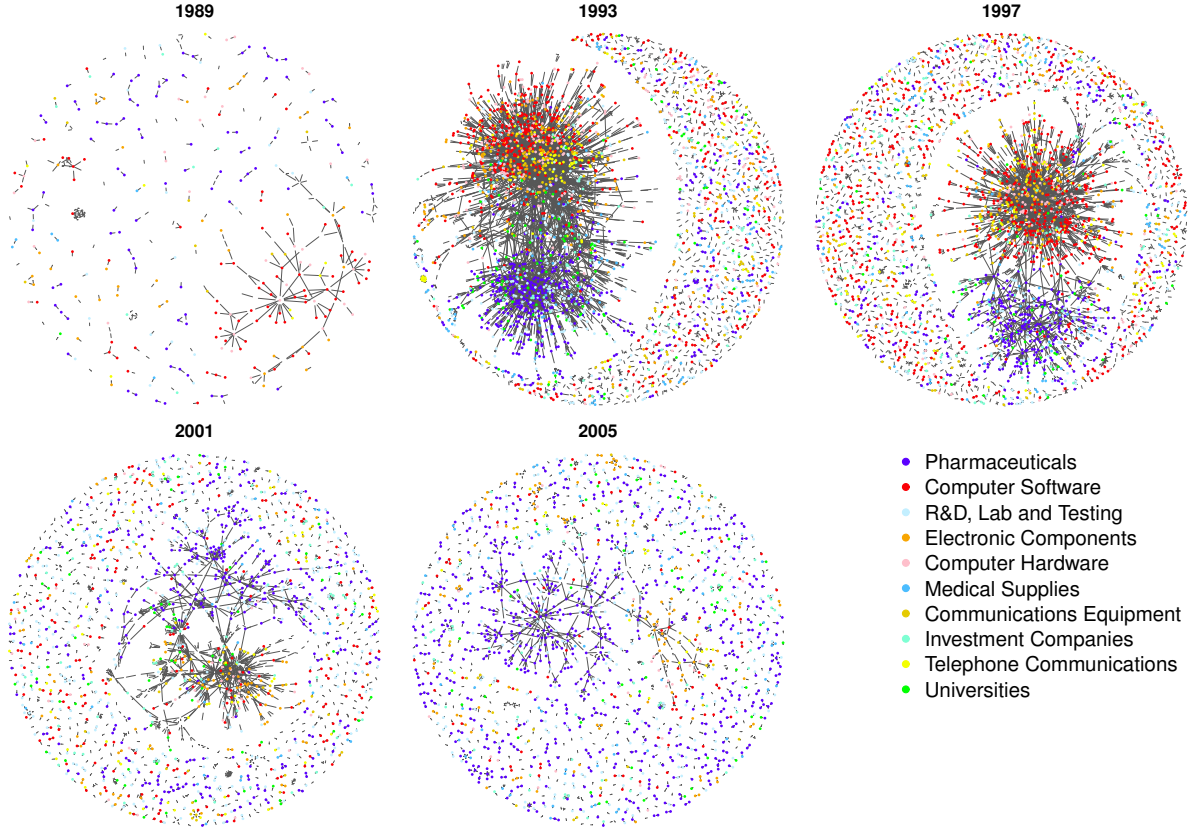 1989
1993
1997
2001
2005
Pharmaceuticals
Computer Software
R&D, Lab and Testing
Electronic Components
Computer Hardware
Medical Supplies
Communications Equipment
Investment Companies
Telephone Communications
Universities